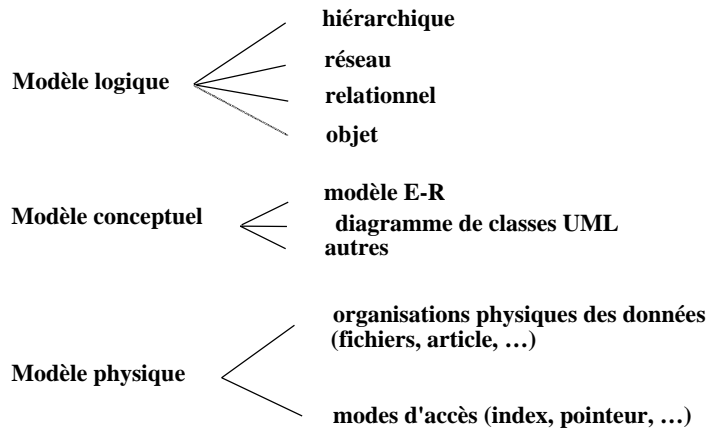 hiérarchique
réseau
Modèle logique
relationnel
objet
modèle E-R
Modèle conceptuel
diagramme de classes UML
autres
organisations physiques des données
(fichiers, article, …)
Modèle physique
modes d'accès (index, pointeur, …)